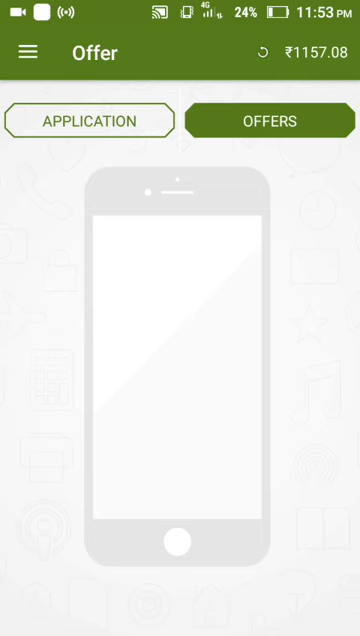 4G 24% 11:53 PM
Offer ₹1157.08
APPLICATION OFFERS